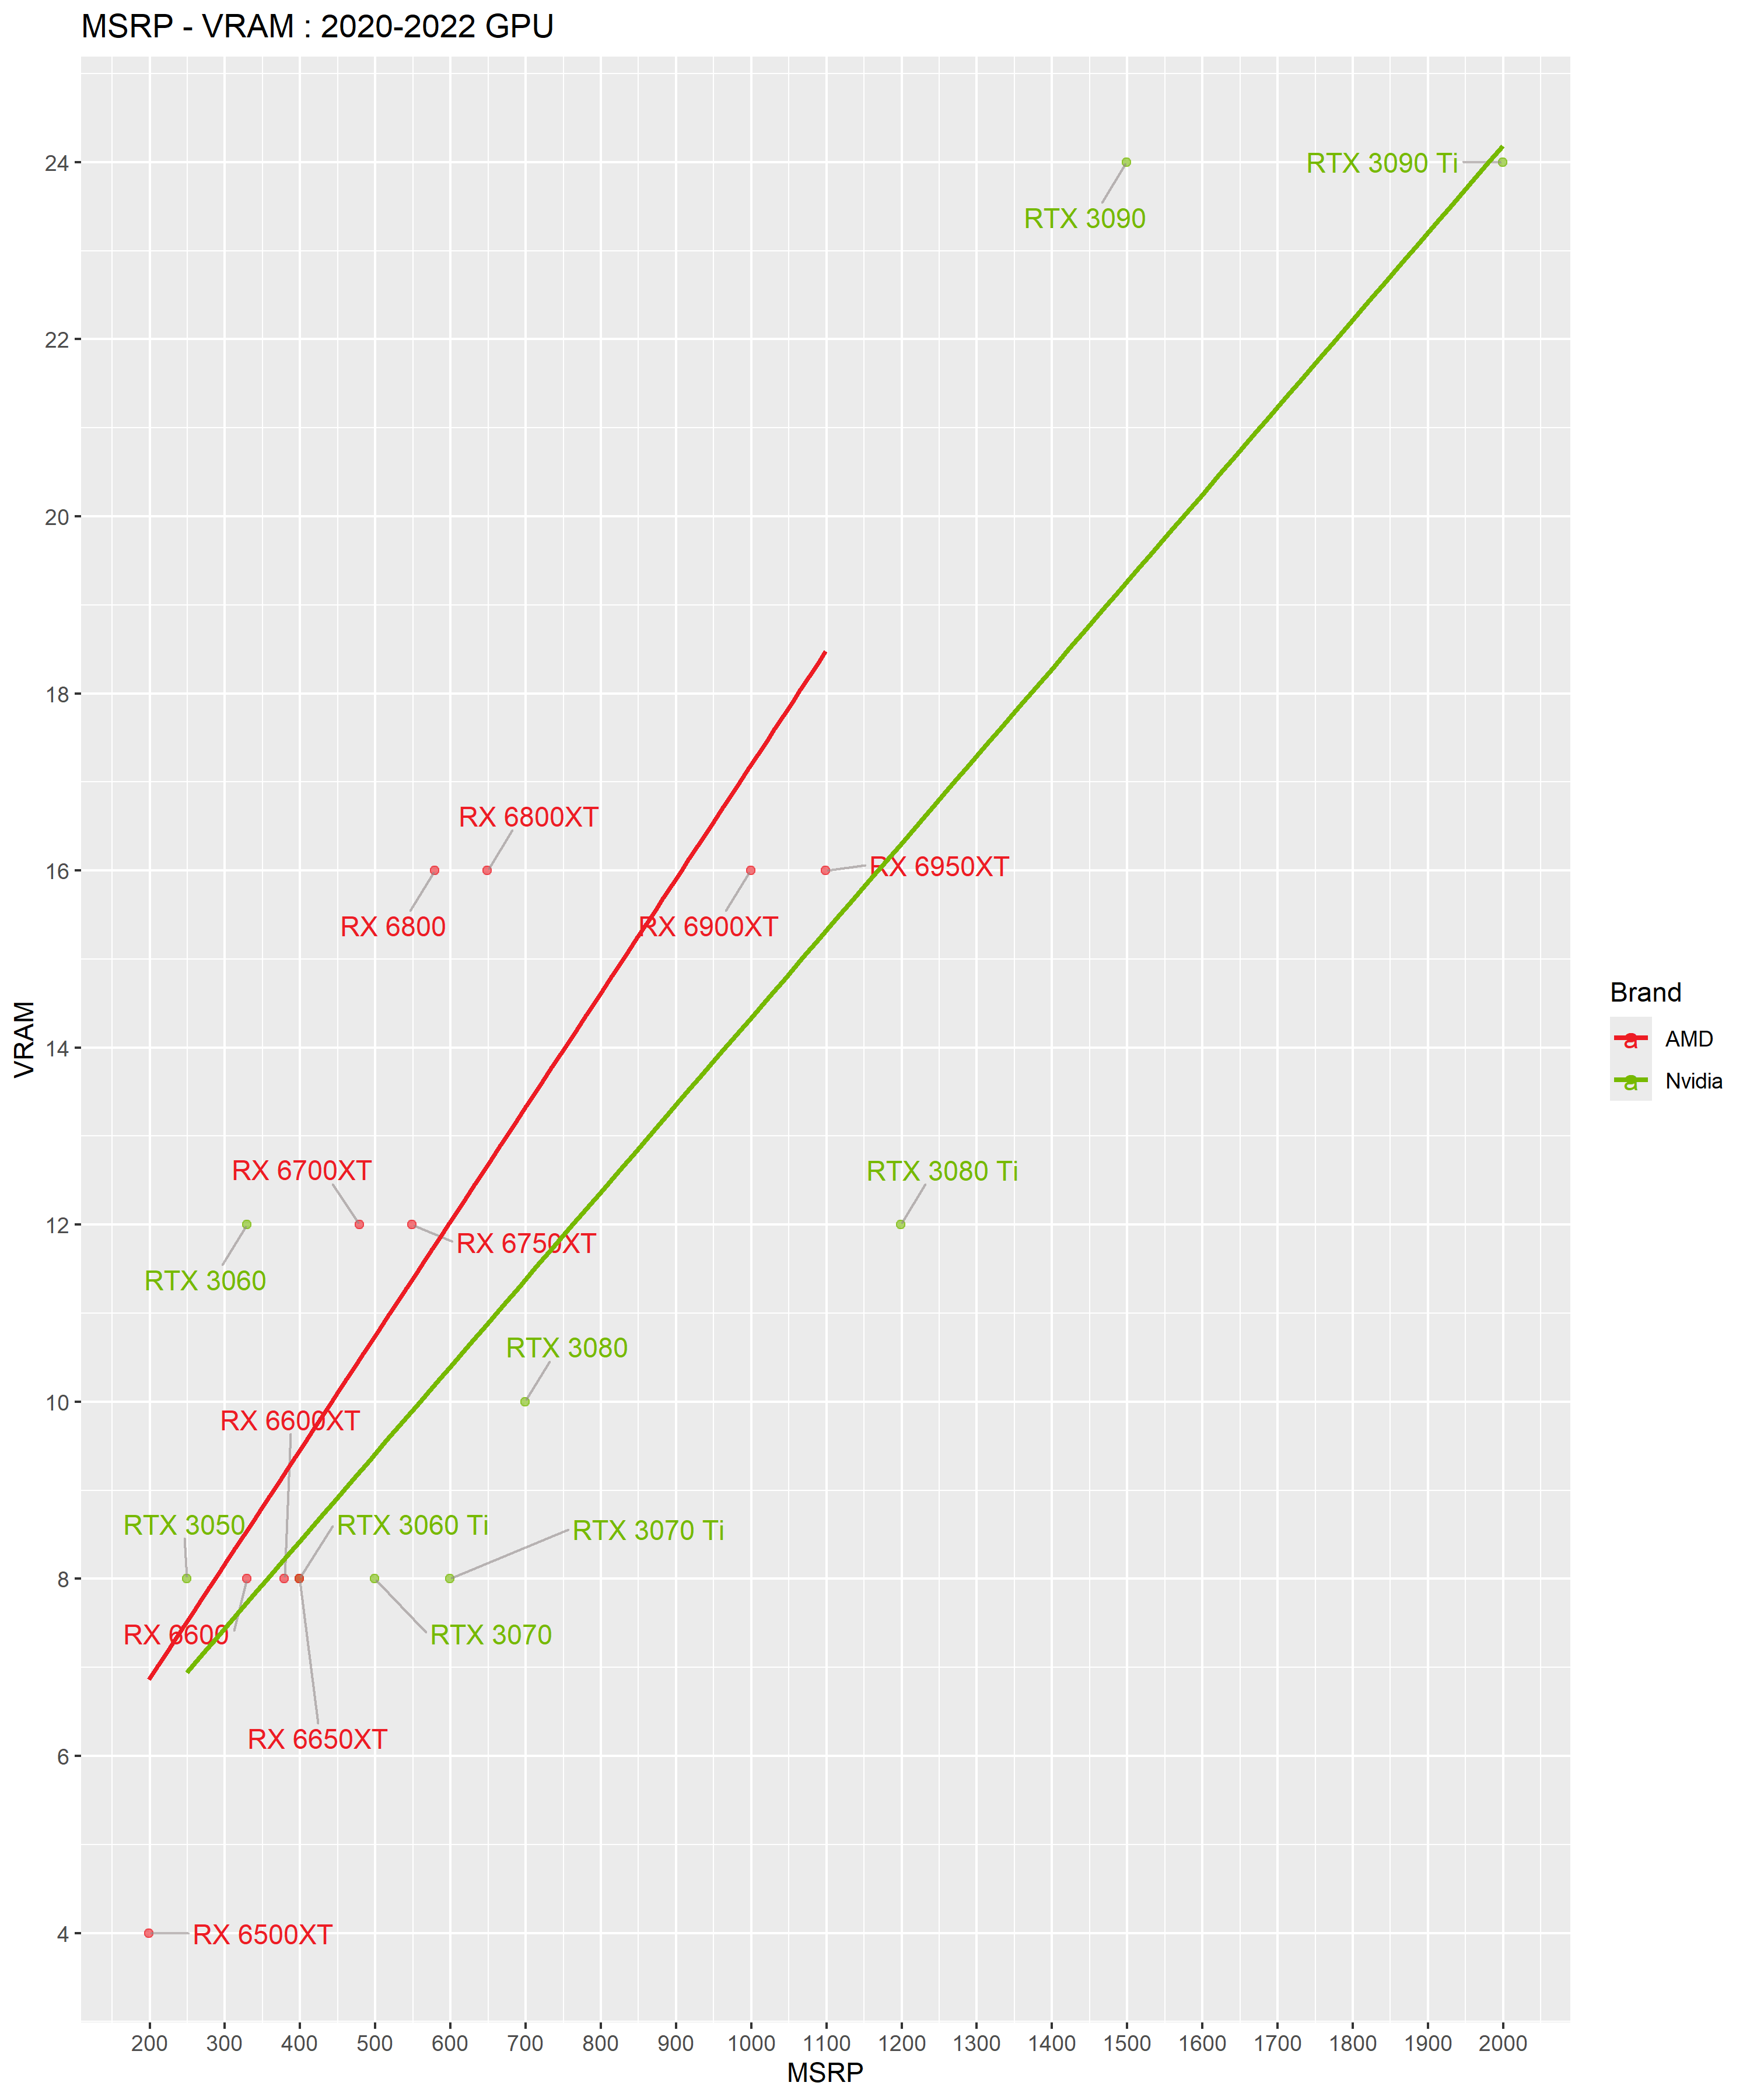 MSRP - VRAM : 2020-2022 GPU
24
RTX 3090 Ti
RTX 3090
22
20
18
RX 6800XT
16
RX 6950XT
RX 6800
RX 6900XT
VRAM
Brand
a AMD
a Nvidia
14
RX 6700XT
RTX 3080 Ti
12
RX 6750XT
RTX 3060
RTX 3080
10
RX 6600XT
RTX 3050
RTX 3060 Ti
RTX 3070 Ti
8
RX 6600
RTX 3070
RX 6650XT
6
4
RX 6500XT
200 300 400 500 600 700 800 900 1000 1100 1200 1300 1400 1500 1600 1700 1800 1900 2000
MSRP